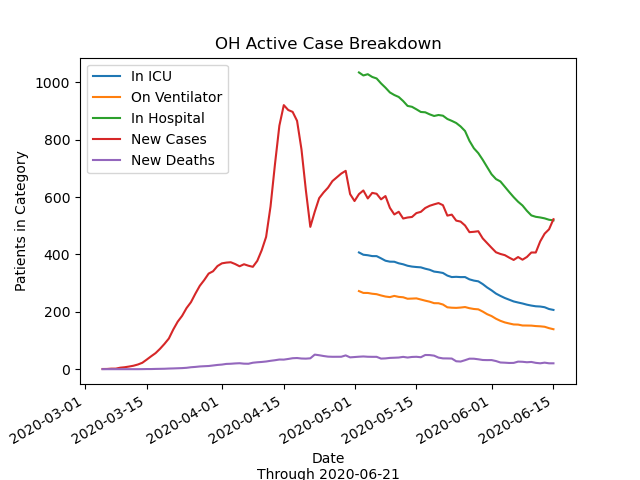 OH Active Case Breakdown
In ICU
On Ventilator
In Hospital
New Cases
New Deaths
Patients in Category
1000
800
600
400
200
0
2020-03-01
2020-03-15
2020-04-01
2020-04-15
2020-05-01
2020-05-15
2020-06-01
2020-06-15
Date
Through 2020-06-21